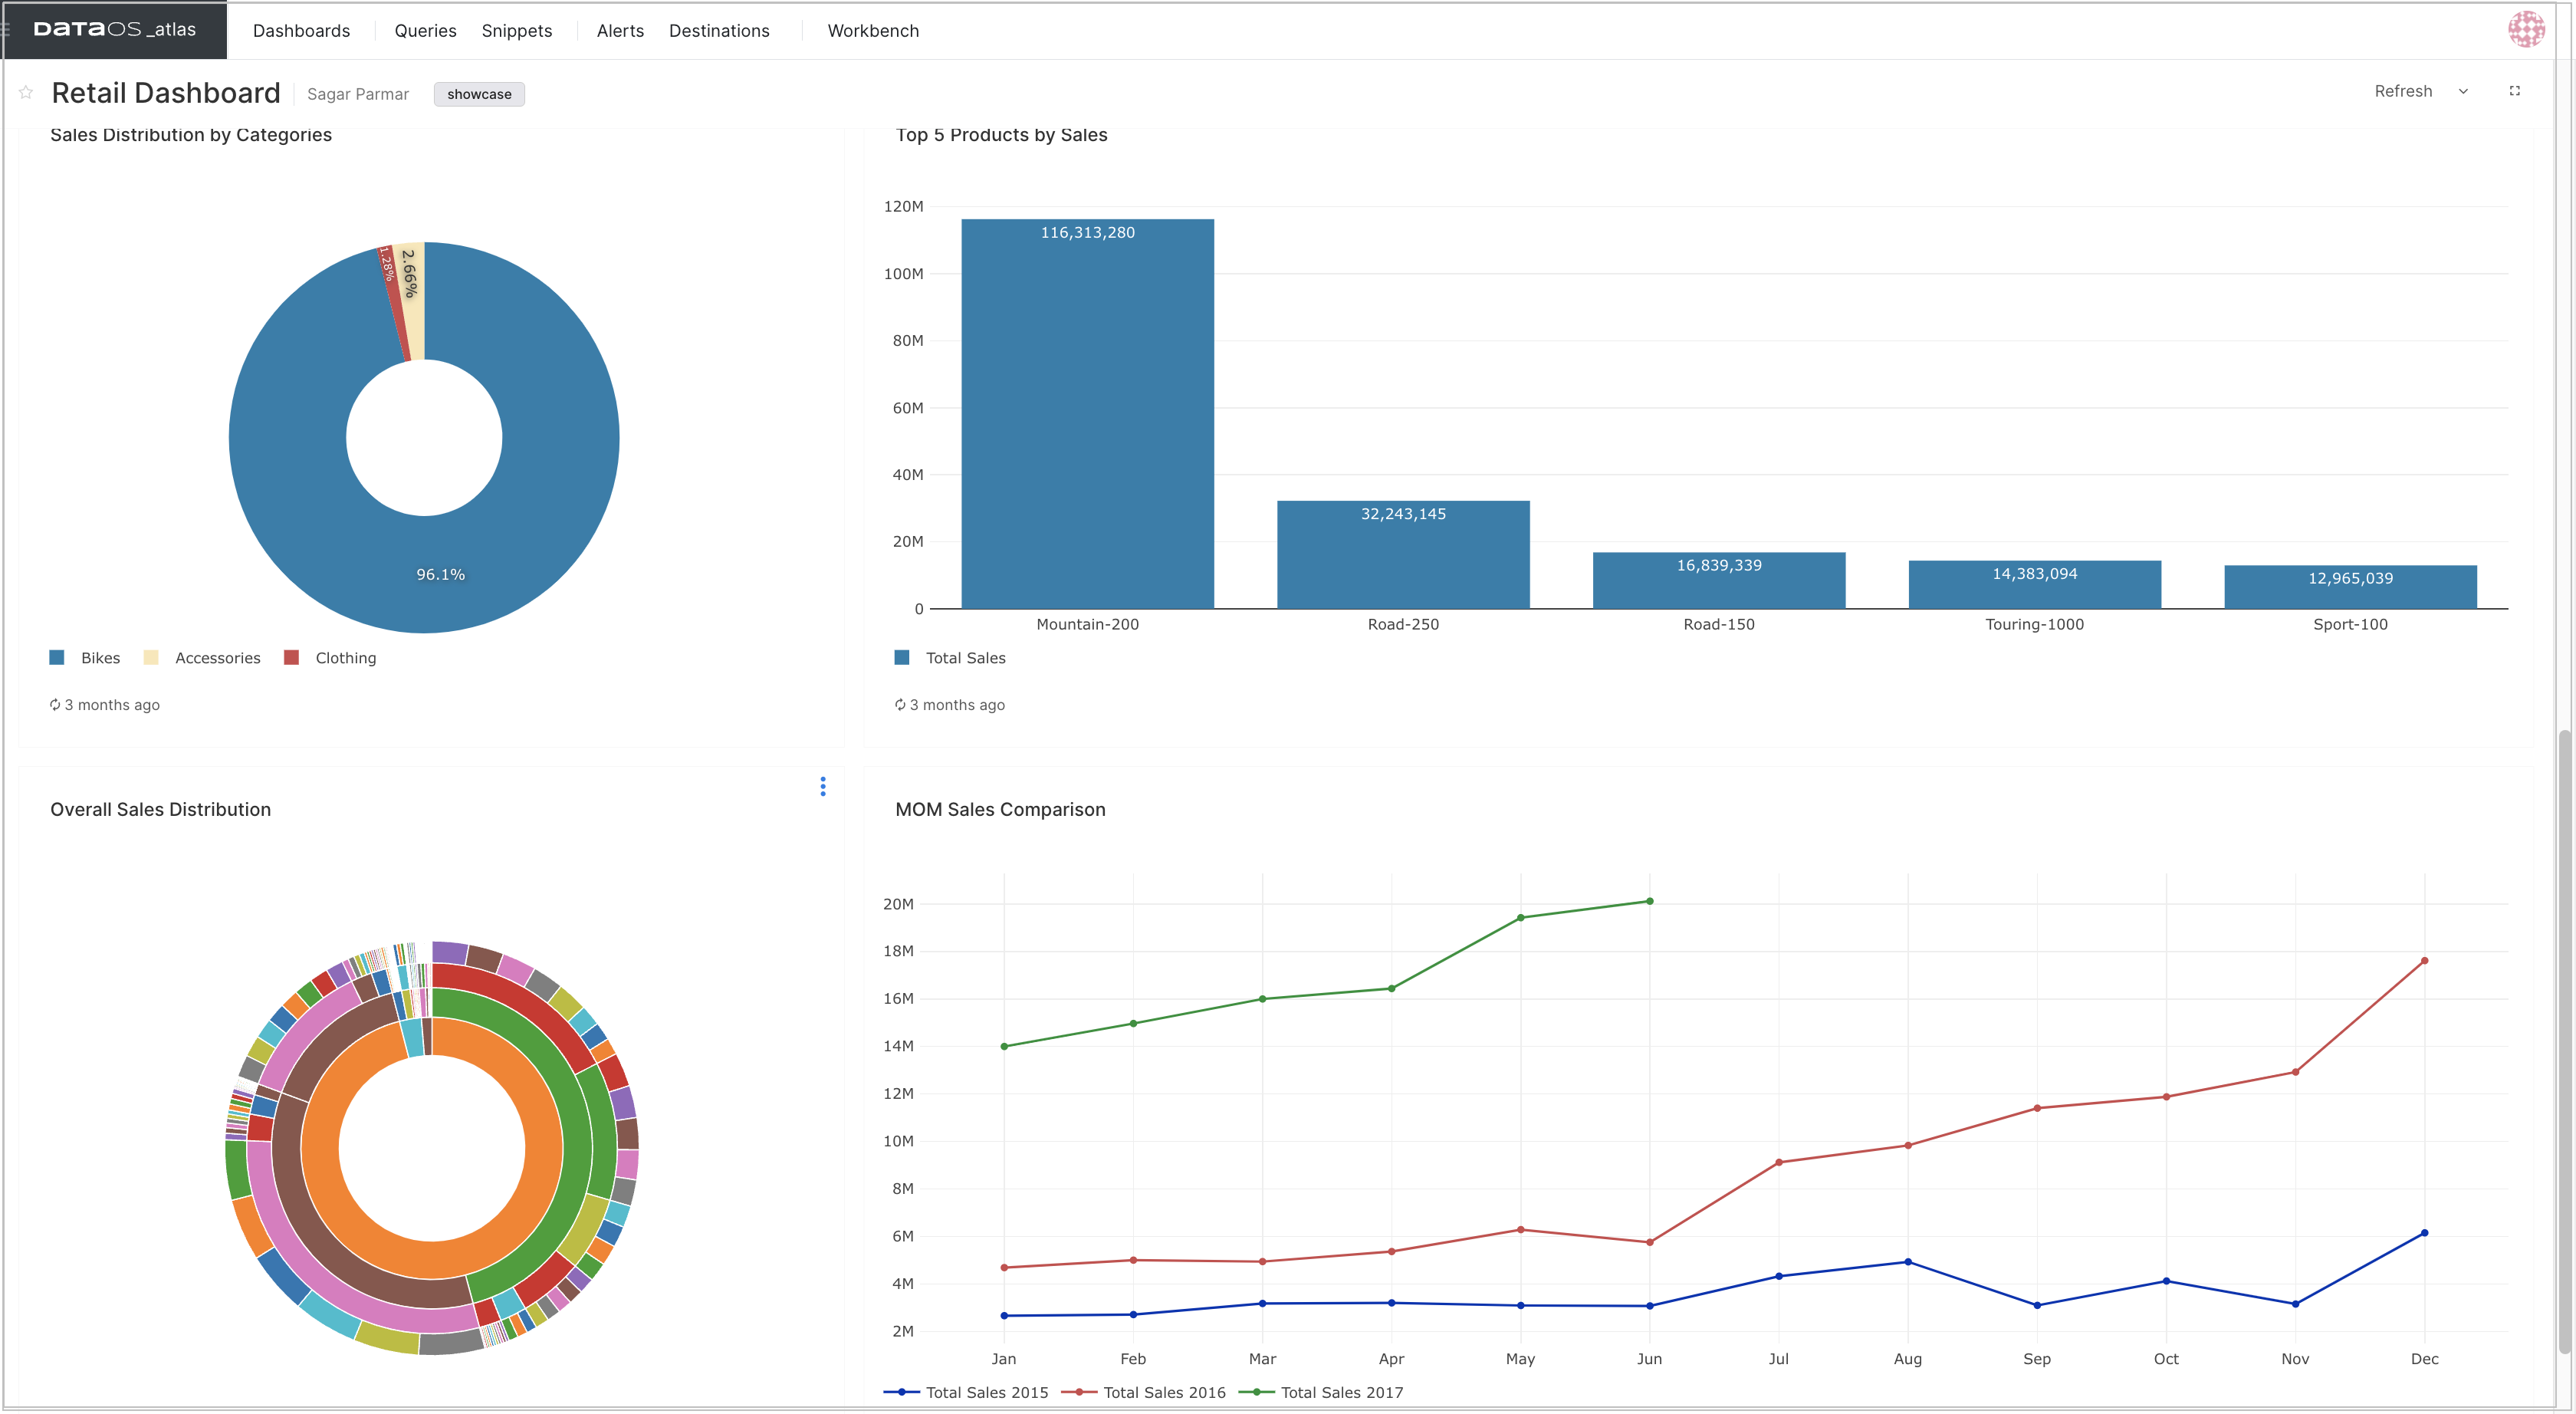 DATAOS_atlas
Dashboards Queries Snippets Alerts Destinations Workbench
Retail Dashboard Sagar Parmar showcase Refresh
Sales Distribution by Categories
1.28%
2.66%
96.1%
Bikes Accessories Clothing
3 months ago
Top 5 Products by Sales
120M
100M
80M
60M
40M
20M
0
116,313,280
32,243,145
16,839,339
14,383,094
12,965,039
Mountain-200 Road-250 Road-150 Touring-1000 Sport-100
Total Sales
3 months ago
Overall Sales Distribution
MOM Sales Comparison
20M
18M
16M
14M
12M
10M
8M
6M
4M
2M
Jan Feb Mar Apr May Jun Jul Aug Sep Oct Nov Dec
Total Sales 2015 Total Sales 2016 Total Sales 2017